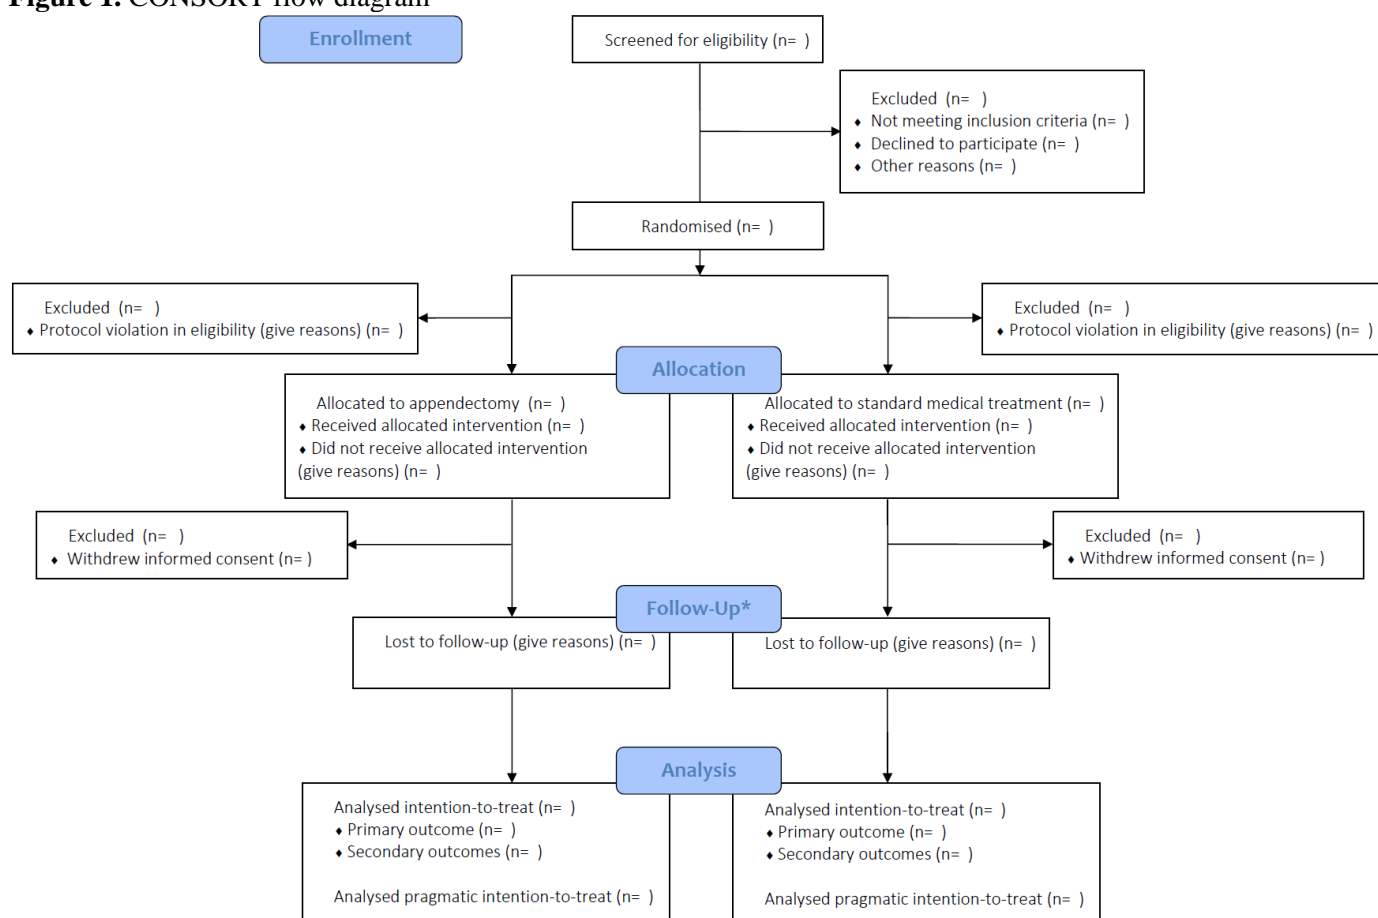 Figure 1. CONSORT flow diagram
Enrollment
Screened for eligibility (n=  )
Excluded  (n=   )
♦ Not meeting inclusion criteria (n=  )
♦ Declined to participate (n=  )
♦ Other reasons (n=  )
Randomised (n=  )
Excluded  (n=   )
♦ Protocol violation in eligibility (give reasons) (n=  )
Excluded  (n=   )
♦ Protocol violation in eligibility (give reasons) (n=  )
Allocation
Allocated to appendectomy  (n=  )
♦ Received allocated intervention (n=  )
♦ Did not receive allocated intervention
(give reasons) (n=  )
Allocated to standard medical treatment (n=  )
♦ Received allocated intervention (n=  )
♦ Did not receive allocated intervention
(give reasons) (n=  )
Excluded  (n=   )
♦ Withdrew informed consent (n= )
Excluded  (n=   )
♦ Withdrew informed consent (n= )
Follow-Up*
Lost to follow-up (give reasons) (n=  )
Lost to follow-up (give reasons) (n=  )
Analysis
Analysed intention-to-treat (n=  )
♦ Primary outcome (n=  )
♦ Secondary outcomes (n=  )
Analysed pragmatic intention-to-treat (n=  )
Analysed intention-to-treat (n=  )
♦ Primary outcome (n=  )
♦ Secondary outcomes (n=  )
Analysed pragmatic intention-to-treat (n=  )